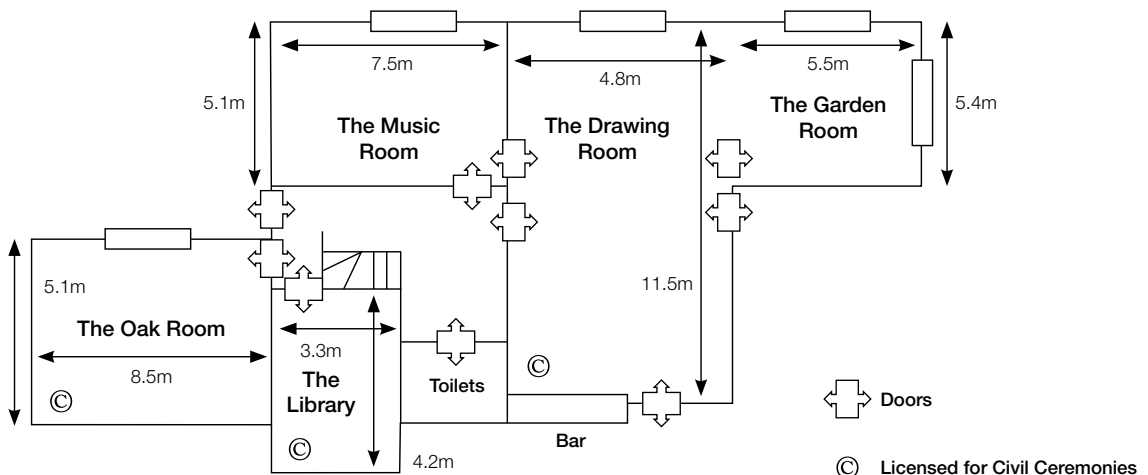 7.5m
4.8m
5.5m
5.1m
5.4m
The Music
Room
The Drawing
Room
The Garden
Room
5.1m
11.5m
The Oak Room
8.5m
3.3m
The
Library
Toilets
4.2m
Bar
©
©
©
Doors
© Licensed for Civil Ceremonies